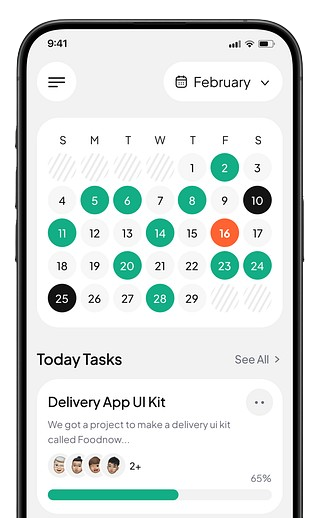 9:41
February
S M T W T F S
1 2 3
4 5 6 7 8 9 10
11 12 13 14 15 16 17
18 19 20 21 22 23 24
25 26 27 28 29
Today Tasks See All
Delivery App UI Kit
We got a project to make a delivery ui kit
called Foodnow...
2+
65%